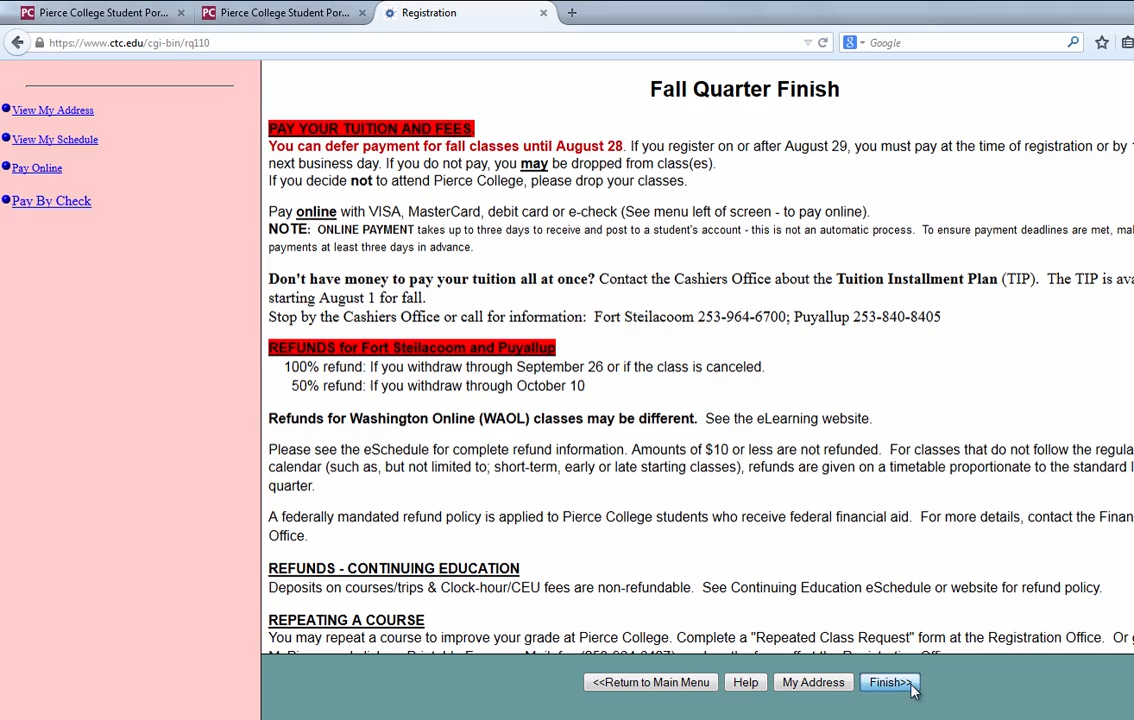 Pierce College Student Por...
Pierce College Student Por...
Registration
https://www.ctc.edu/cgi-bin/rq110
Google
View My Address
View My Schedule
Pay Online
Pay By Check
Fall Quarter Finish
PAY YOUR TUITION AND FEES.
You can defer payment for fall classes until August 28. If you register on or after August 29, you must pay at the time of registration or by
next business day. If you do not pay, you may be dropped from class(es).
If you decide not to attend Pierce College, please drop your classes.
Pay online with VISA, MasterCard, debit card or e-check (See menu left of screen - to pay online).
NOTE: ONLINE PAYMENT takes up to three days to receive and post to a student's account - this is not an automatic process. To ensure payment deadlines are met,
payments at least three days in advance.
Don't have money to pay your tuition all at once? Contact the Cashiers Office about the Tuition Installment Plan (TIP). The TIP is
starting August 1 for fall.
Stop by the Cashiers Office or call for information: Fort Steilacoom 253-964-6700; Puyallup 253-840-8405
REFUNDS for Fort Steilacoom and Puyallup
100% refund: If you withdraw through September 26 or if the class is canceled.
50% refund: If you withdraw through October 10
Refunds for Washington Online (WAOL) classes may be different. See the eLearning website.
Please see the eSchedule for complete refund information. Amounts of $10 or less are not refunded. For classes that do not follow the
calendar (such as, but not limited to; short-term, early or late starting classes), refunds are given on a timetable proportionate to the standard
quarter.
A federally mandated refund policy is applied to Pierce College students who receive federal financial aid. For more details, contact the
Office.
REFUNDS - CONTINUING EDUCATION
Deposits on courses/trips & Clock-hour/CEU fees are non-refundable. See Continuing Education eSchedule or website for refund policy.
REPEATING A COURSE
You may repeat a course to improve your grade at Pierce College. Complete a "Repeated Class Request" form at the Registration Office. Or
<<Return to Main Menu
Help
My Address
Finish>>